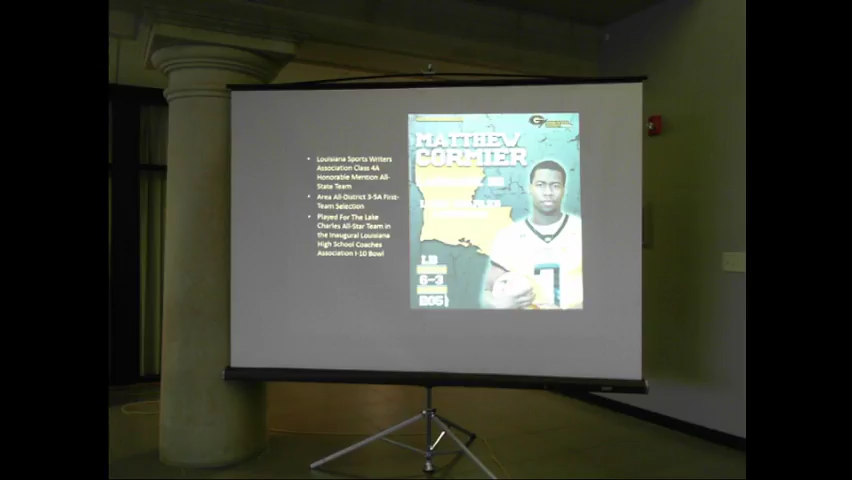 Louisiana Sports Writers
Association Class 4A
Honorable Mention All-
State Team
Area All-District 3-5A First-
Team Selection
Played For The Lake
Charles All-Star Team in
the Inaugural Louisiana
High School Coaches
Association I-10 Bowl
MATTHEW
CORMIER
LB
6-3
205